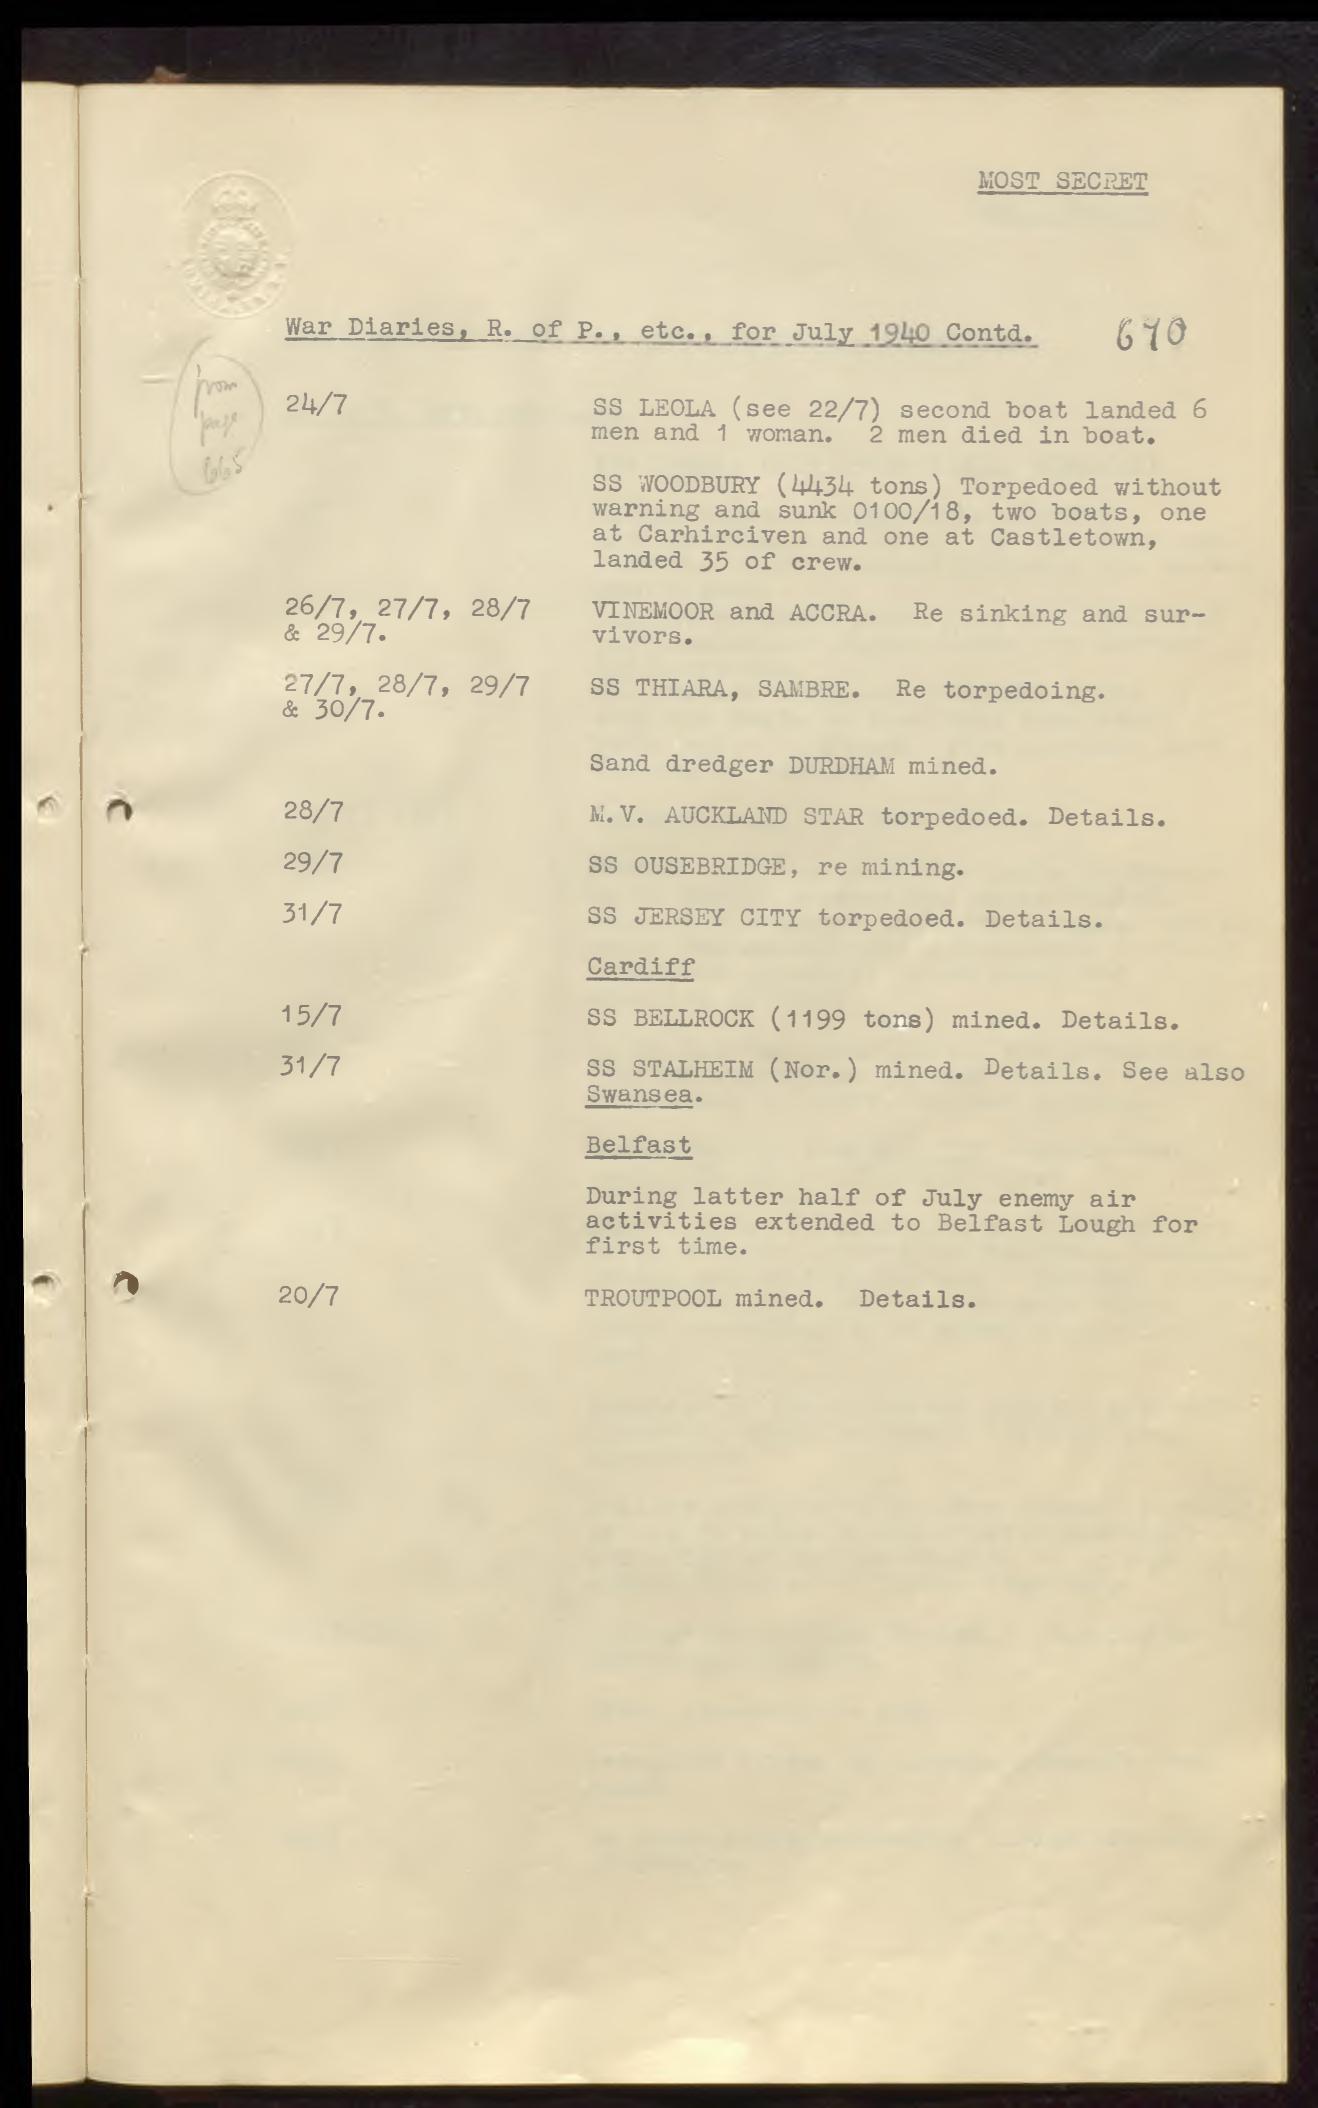 MOST SECRET
War Diaries, R. of P., etc., for July 1940 Contd. 670
from
page
665
24/7 SS LEOLA (see 22/7) second boat landed 6
men and 1 woman. 2 men died in boat.
SS WOODBURY (4434 tons) Torpedoed without
warning and sunk 0100/18, two boats, one
at Carhirciven and one at Castletown,
landed 35 of crew.
26/7, 27/7, 28/7 VINEMOOR and ACCRA. Re sinking and sur-
& 29/7. vivors.
27/7, 28/7, 29/7 SS THIARA, SAMBRE. Re torpedoing.
& 30/7.
Sand dredger DURDHAM mined.
28/7 M.V. AUCKLAND STAR torpedoed. Details.
29/7 SS OUSEBRIDGE, re mining.
31/7 SS JERSEY CITY torpedoed. Details.
Cardiff
15/7 SS BELLROCK (1199 tons) mined. Details.
31/7 SS STALHEIM (Nor.) mined. Details. See also
Swansea.
Belfast
During latter half of July enemy air
activities extended to Belfast Lough for
first time.
20/7 TROUTPOOL mined. Details.